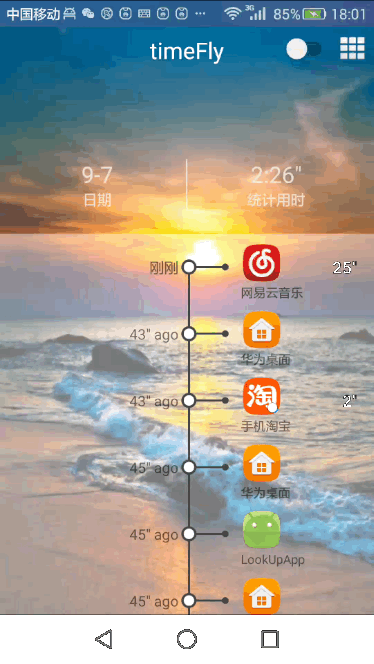 中国移动 ... 3G 85% 18:01
timeFly
9-7 2:26"
日期 统计用时
刚刚 25"
网易云音乐
43" ago
华为桌面
43" ago 淘 2"
手机淘宝
45" ago
华为桌面
45" ago
LookUpApp
45" ago